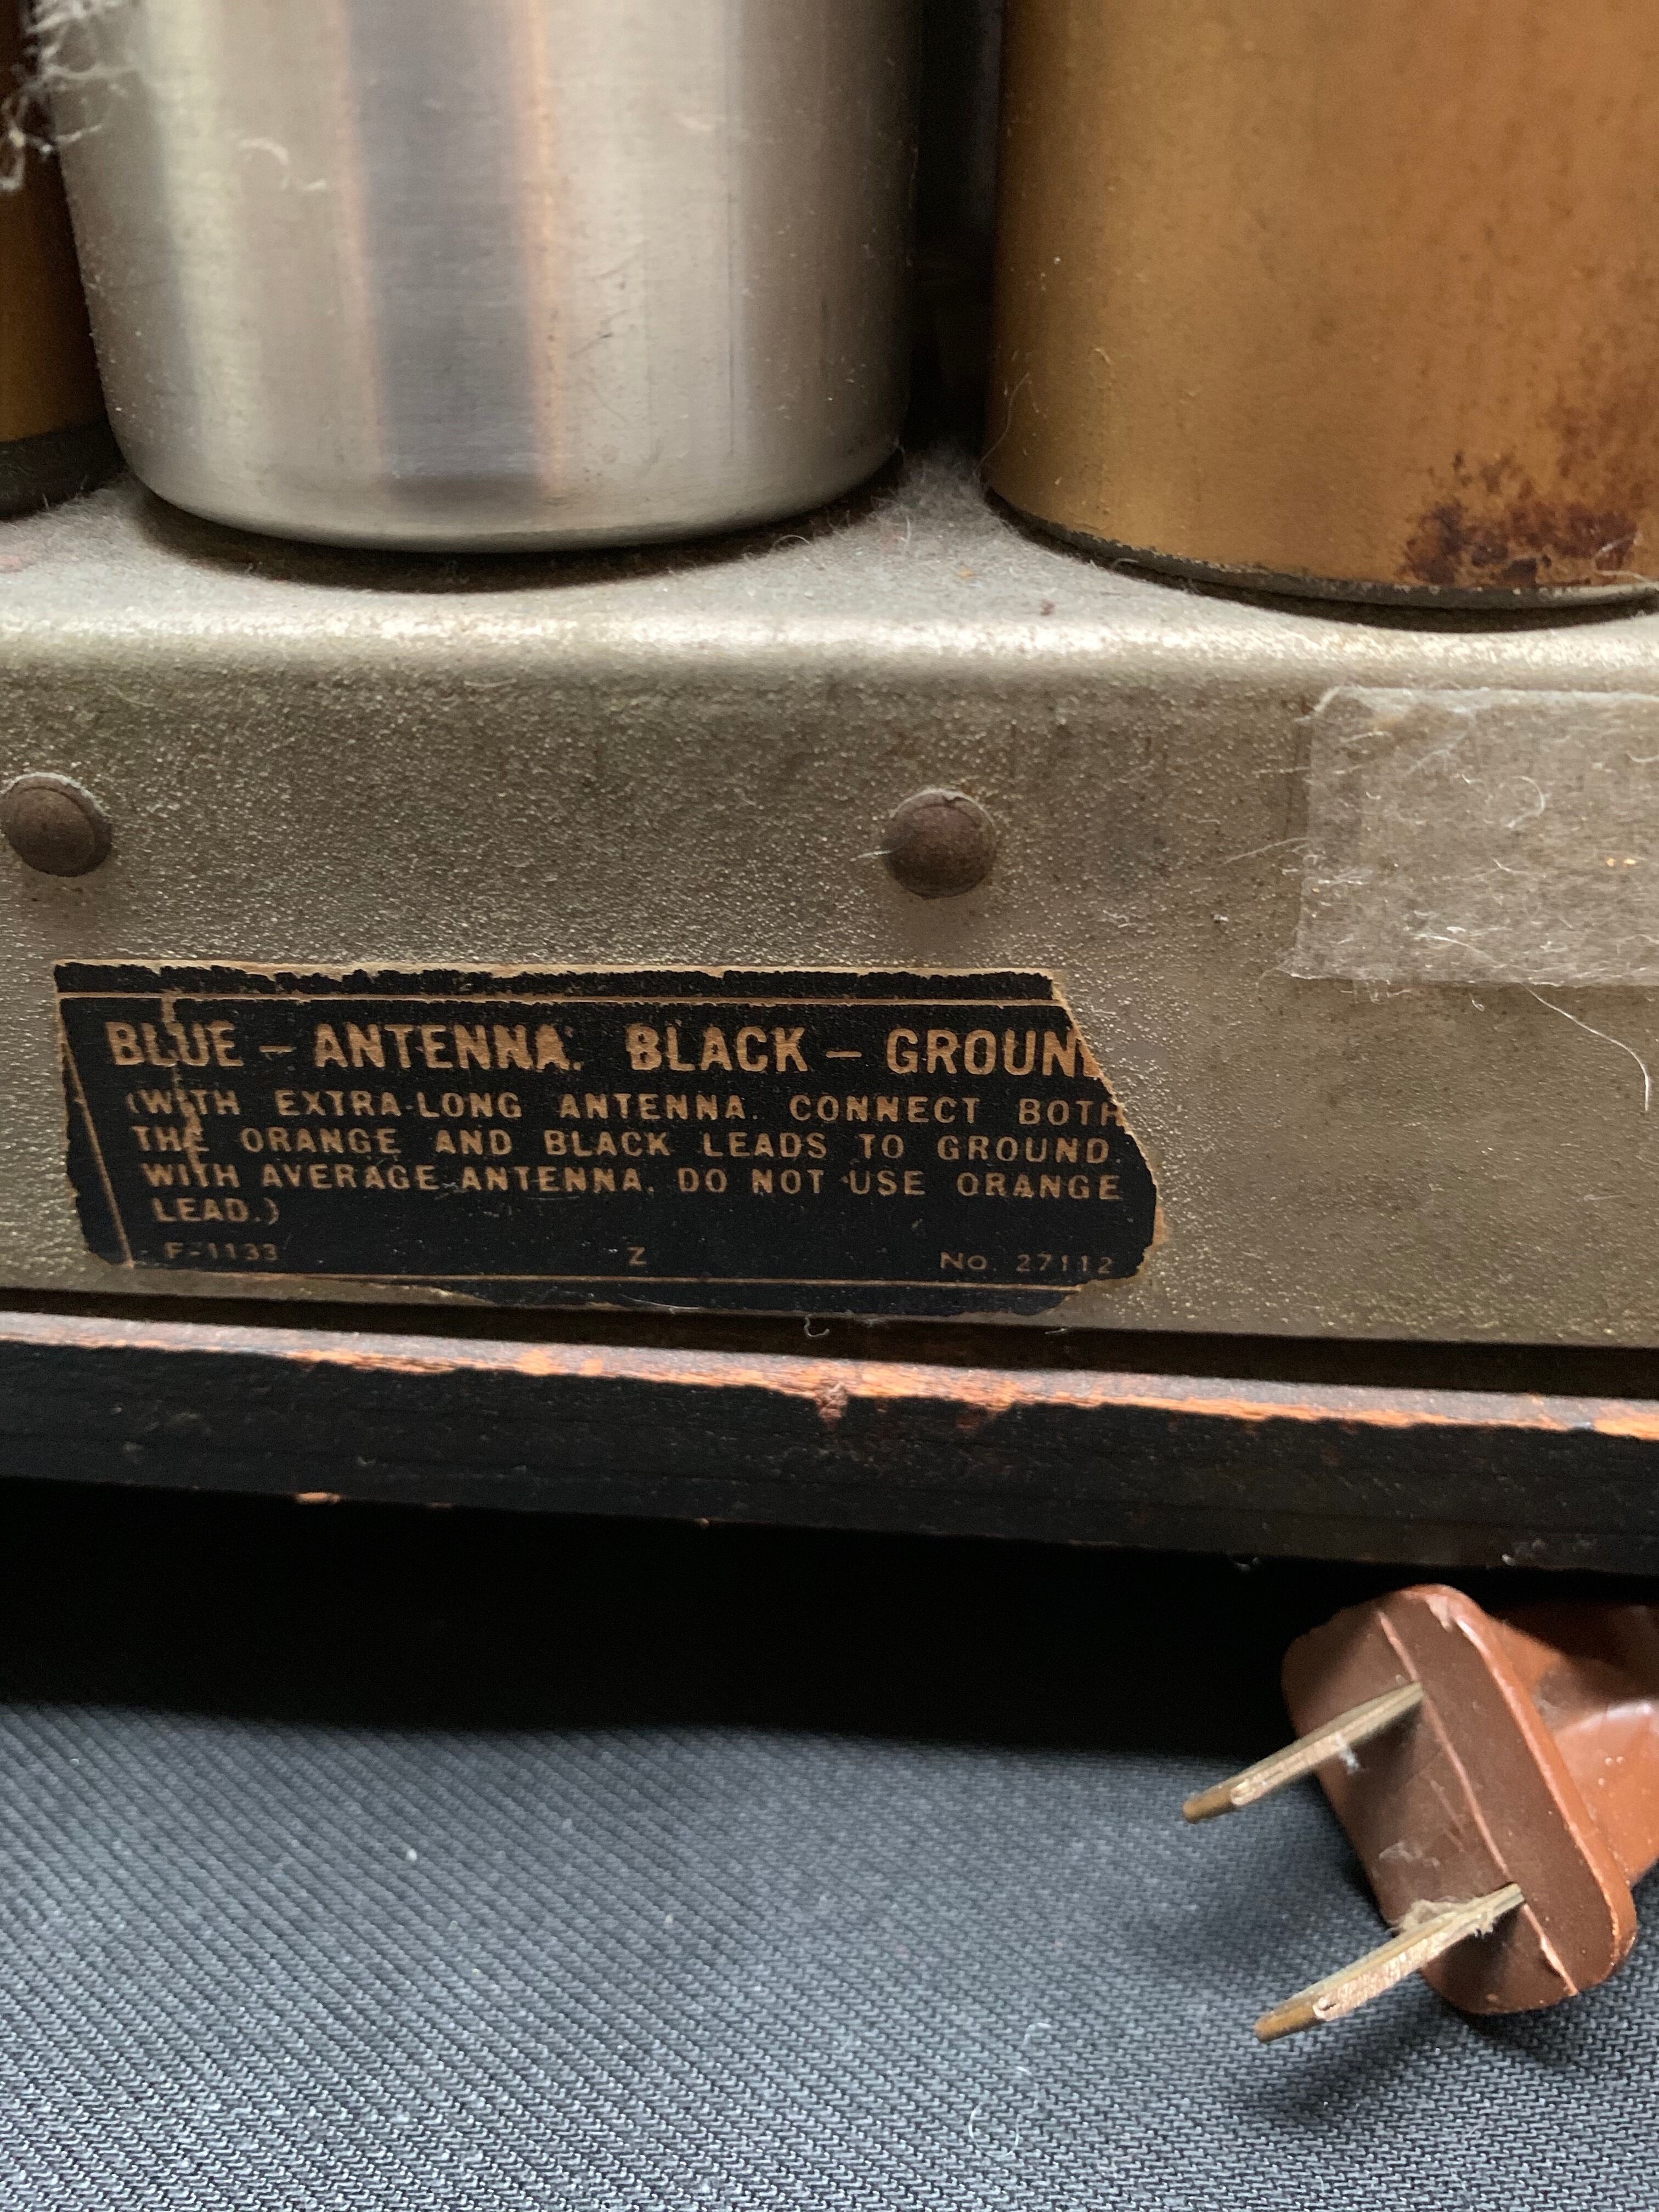 BLUE – ANTENNA. BLACK – GROUN
(WITH EXTRA-LONG ANTENNA. CONNECT BOTH
THE ORANGE AND BLACK LEADS TO GROUND
WITH AVERAGE ANTENNA, DO NOT USE ORANGE
LEAD.)
F-1133 Z No. 27112